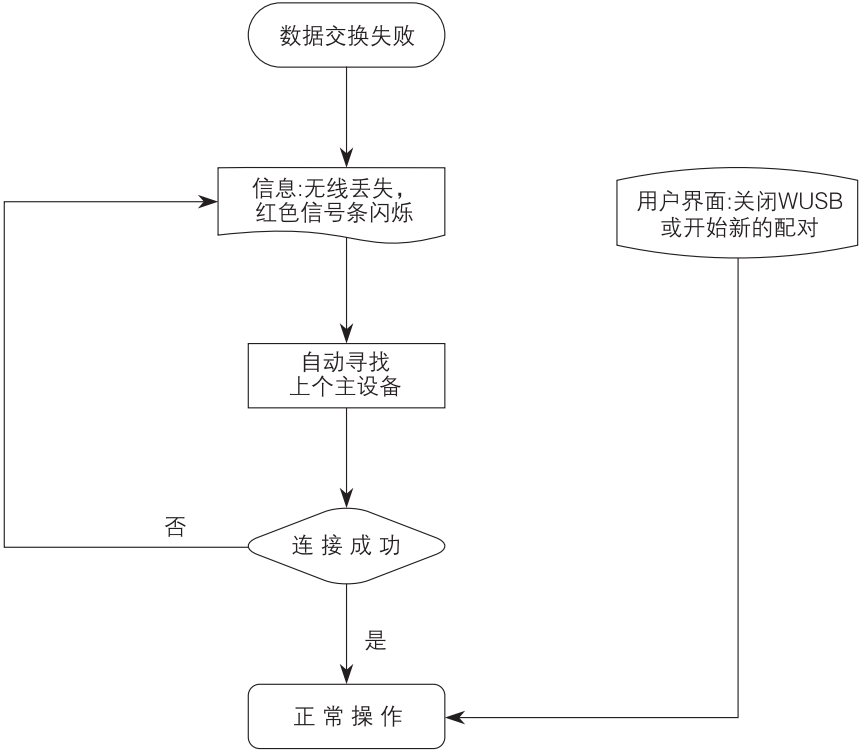 数据交换失败
信息:无线丢失，
红色信号条闪烁
用户界面:关闭WUSB
或开始新的配对
自动寻找
上个主设备
连接成功
否
是
正常操作